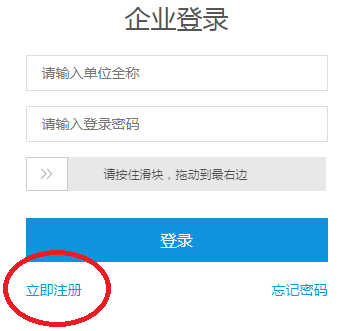 企业登录
请输入单位全称
请输入登录密码
请按住滑块，拖动到最右边
登录
立即注册 忘记密码